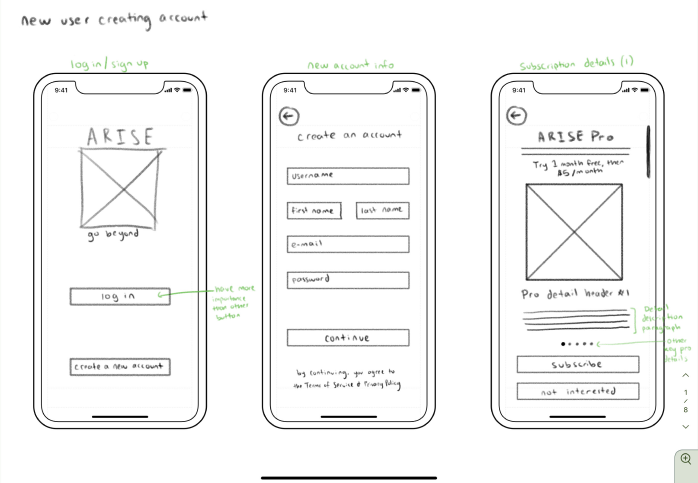 new user creating account
log in/sign up
9:41
ARISE
go beyond
log in
have more
importance
than other
button
create a new account
new account info
9:41
create an account
username
first name
last name
e-mail
password
continue
by continuing, you agree to
the Terms of Service & Privacy Policy
subscription details (1)
9:41
ARISE Pro
Try 1 month free, then
$5/month
Pro detail header #1
Detail
description
paragraph
other
key pro
details
subscribe
not interested
1
/
8